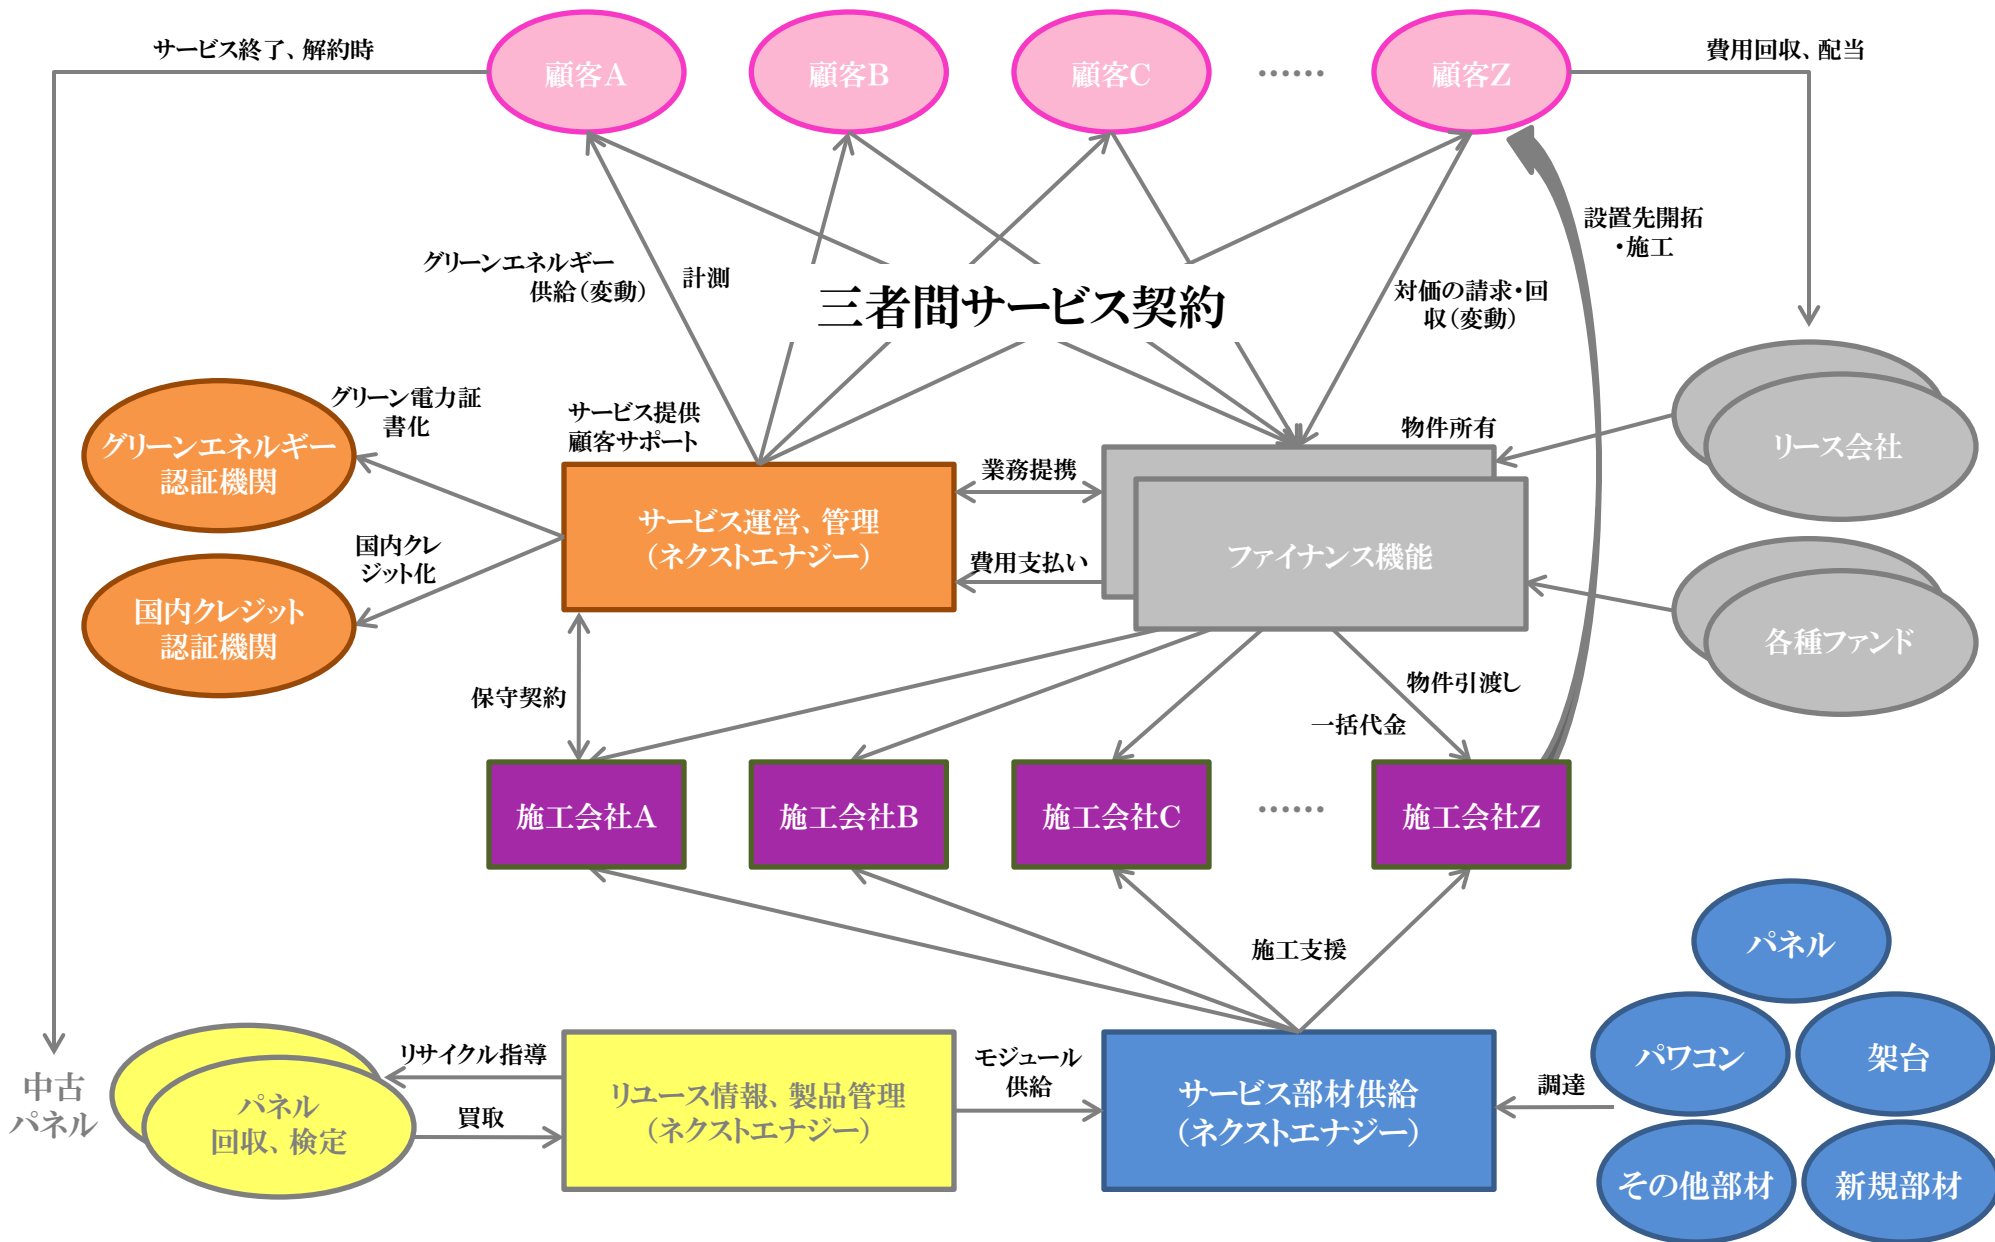 サービス終了、解約時
顧客A
顧客B
顧客C
……
顧客Z
費用回収、配当
設置先開拓
・施工
グリーンエネルギー
供給（変動）
計測
三者間サービス契約
対価の請求・回
収（変動）
グリーン電力証
書化
サービス提供
顧客サポート
物件所有
グリーンエネルギー
認証機関
リース会社
業務提携
サービス運営、管理
（ネクストエナジー）
ファイナンス機能
費用支払い
国内クレ
ジット化
国内クレジット
認証機関
各種ファンド
保守契約
物件引渡し
一括代金
施工会社A
施工会社B
施工会社C
……
施工会社Z
施工支援
パネル
パワコン
架台
その他部材
新規部材
調達
中古
パネル
パネル
回収、検定
リサイクル指導
買取
リユース情報、製品管理
（ネクストエナジー）
モジュール
供給
サービス部材供給
（ネクストエナジー）